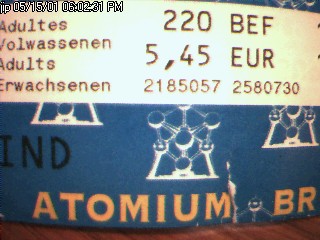 jp 05/15/01 06:02:31 PM
Adultes 220 BEF
Volwassenen
Adults 5,45 EUR
Erwachsenen 2185057 2580730
IND
ATOMIUM BR